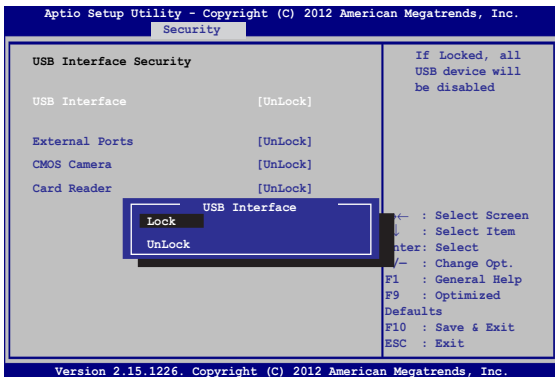 Aptio Setup Utility - Copyright (C) 2012 American Megatrends, Inc.
Security
USB Interface Security
USB Interface [UnLock]
External Ports [UnLock]
CMOS Camera [UnLock]
Card Reader [UnLock]
USB Interface
Lock
UnLock
If Locked, all
USB device will
be disabled
← : Select Screen
↓ : Select Item
nter: Select
/— : Change Opt.
F1 : General Help
F9 : Optimized
Defaults
F10 : Save & Exit
ESC : Exit
Version 2.15.1226. Copyright (C) 2012 American Megatrends, Inc.